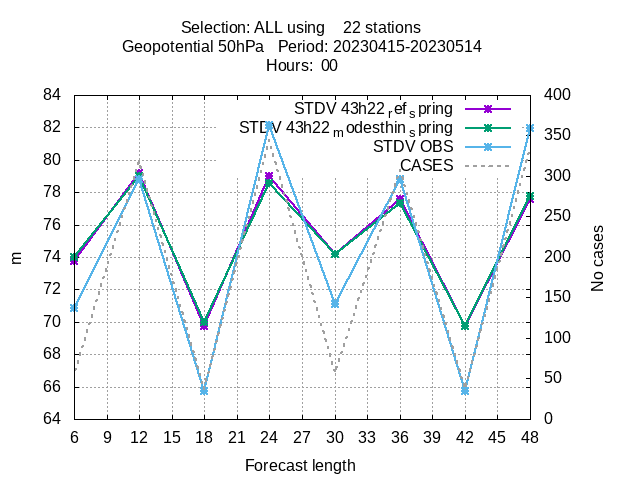 Selection: ALL using    22 stations
Geopotential 50hPa   Period: 20230415-20230514
Hours:  00
84
82
80
78
76
74
72
70
68
66
64
m
400
350
300
250
200
150
100
50
0
No cases
STDV 43h22_ref_spring
STDV 43h22_modesthin_spring
STDV OBS
CASES
6 9 12 15 18 21 24 27 30 33 36 39 42 45 48
Forecast length